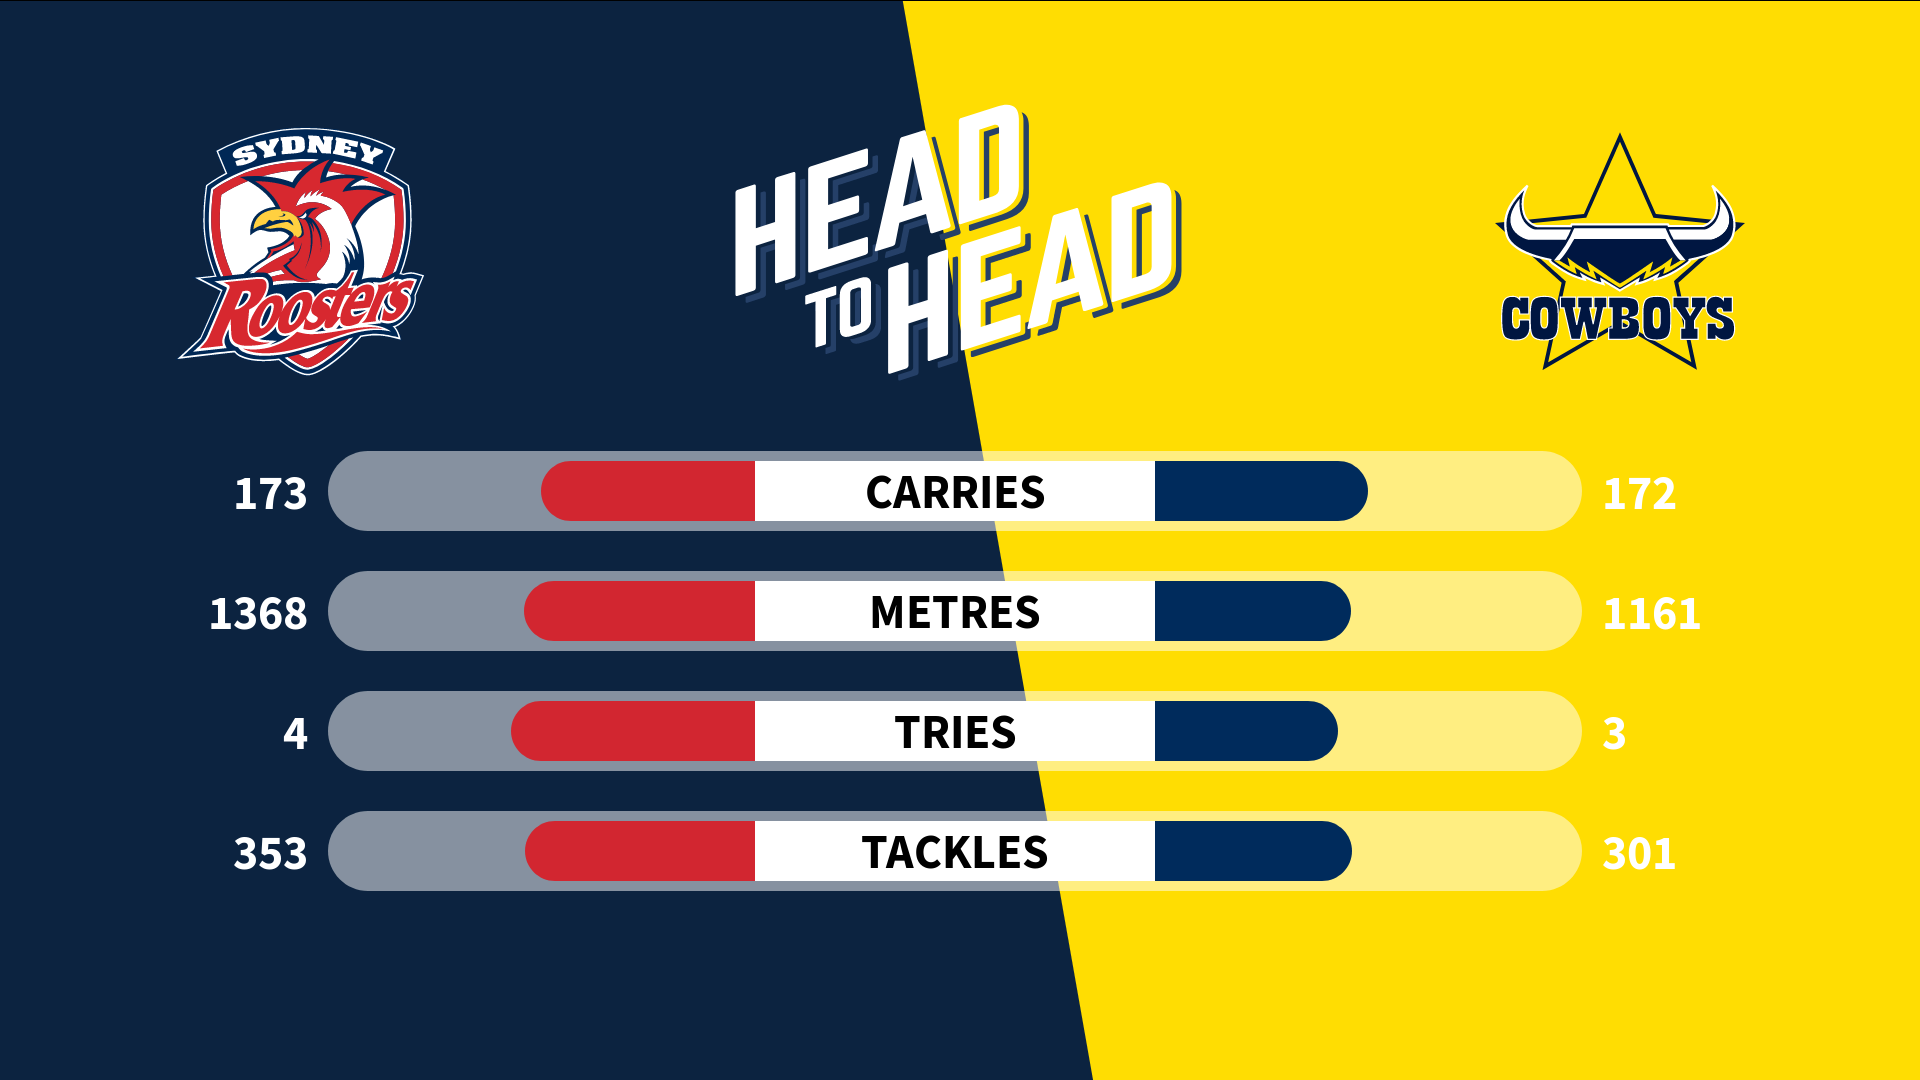 SYDNEY
Roosters
HEAD
TO HEAD
COWBOYS
173 CARRIES 172
1368 METRES 1161
4 TRIES 3
353 TACKLES 301